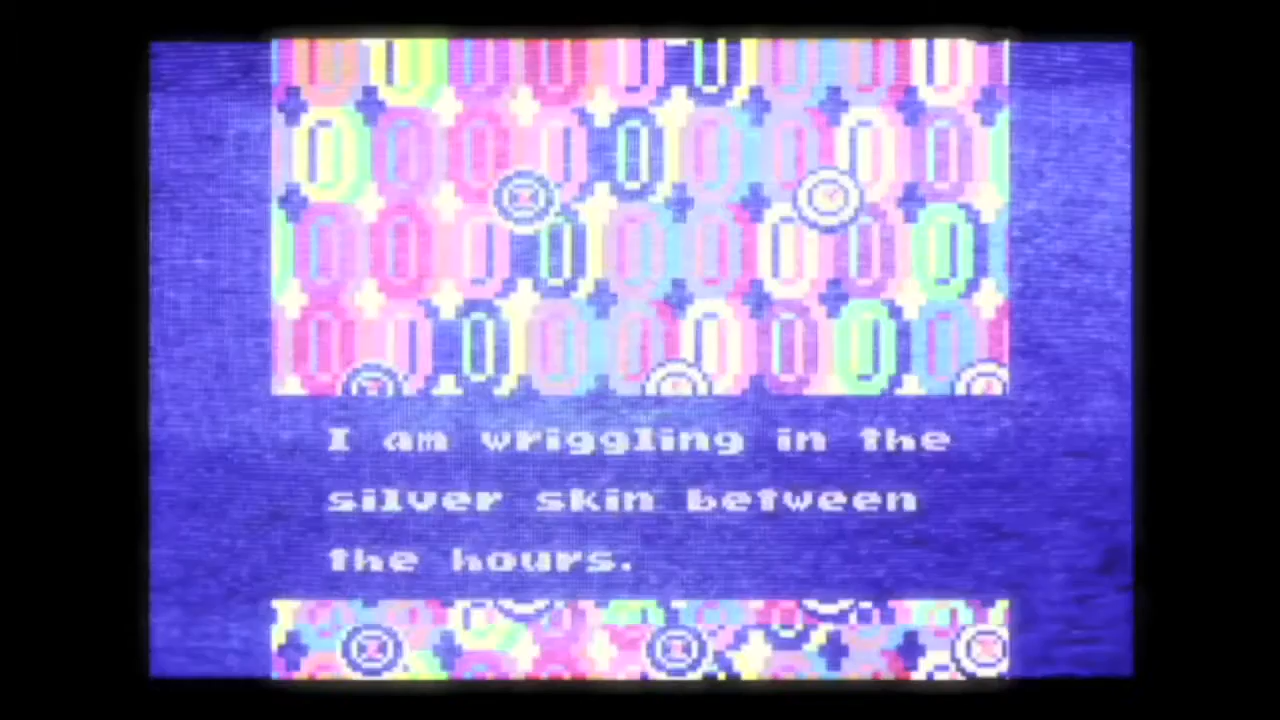 I am wriggling in the
silver skin between
the hours.